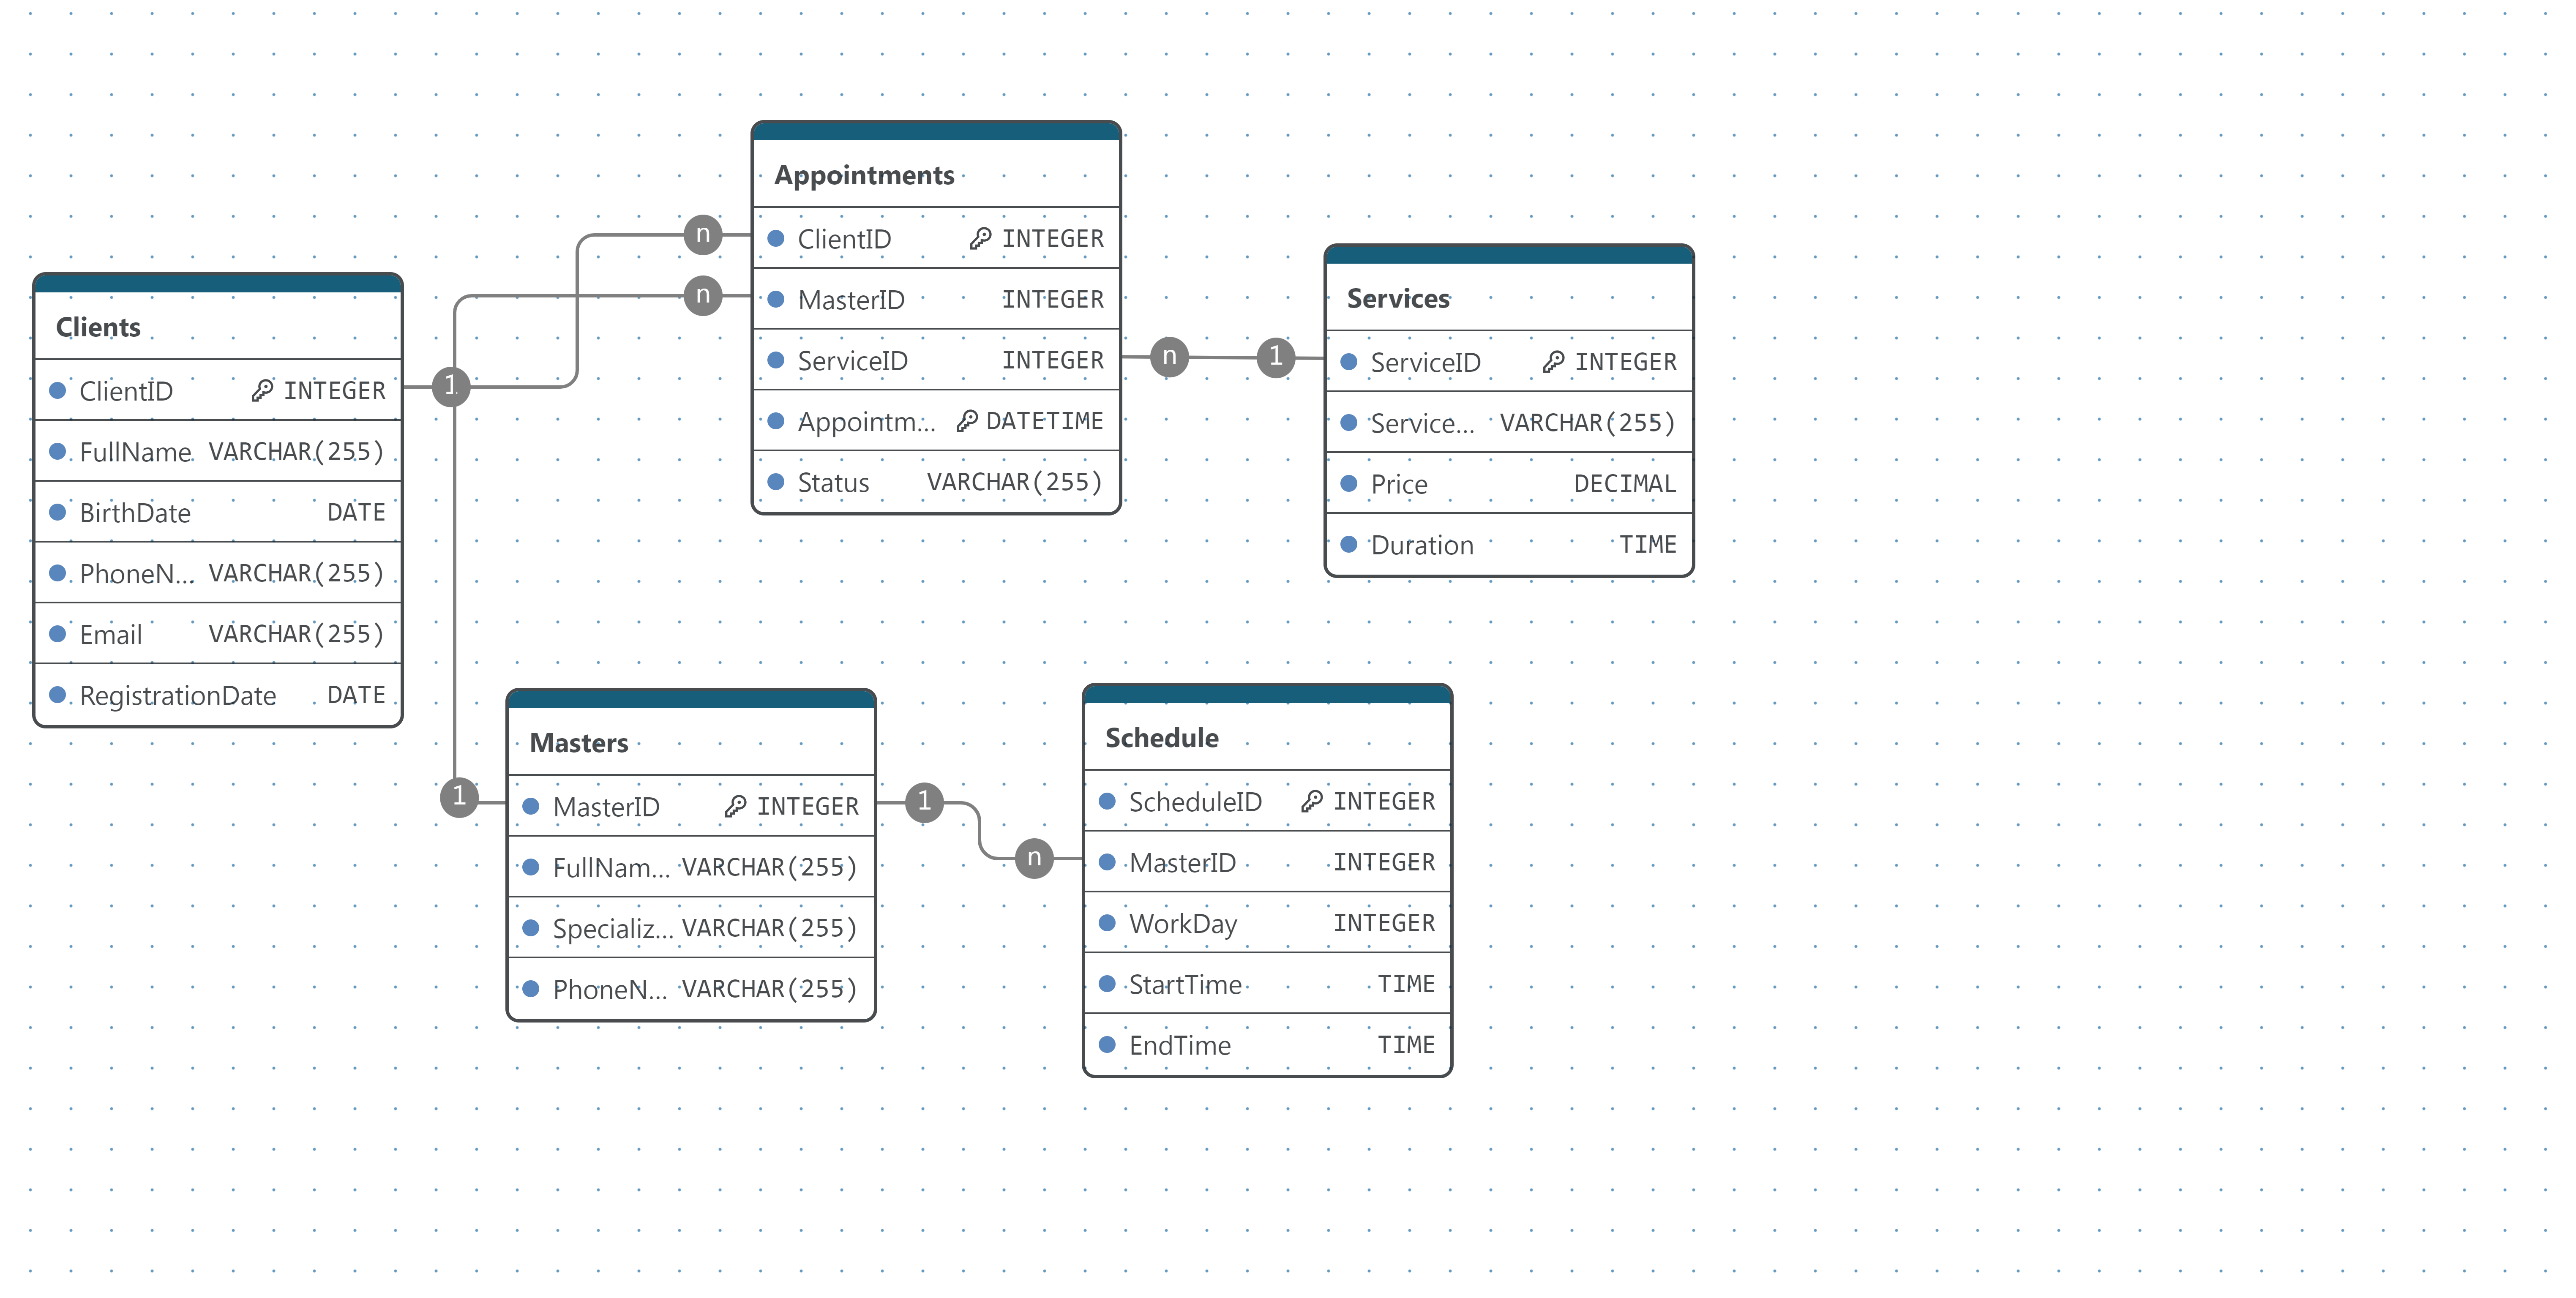 Appointments
ClientID INTEGER
MasterID INTEGER
ServiceID INTEGER
Appointm... DATETIME
Status VARCHAR(255)
Services
ServiceID INTEGER
Service... VARCHAR(255)
Price DECIMAL
Duration TIME
Clients
ClientID INTEGER
FullName VARCHAR(255)
BirthDate DATE
PhoneN... VARCHAR(255)
Email VARCHAR(255)
RegistrationDate DATE
n
n
1
n 1
Masters
MasterID INTEGER
FullNam... VARCHAR(255)
Specializ... VARCHAR(255)
PhoneN... VARCHAR(255)
1
1
n
Schedule
ScheduleID INTEGER
MasterID INTEGER
WorkDay INTEGER
StartTime TIME
EndTime TIME